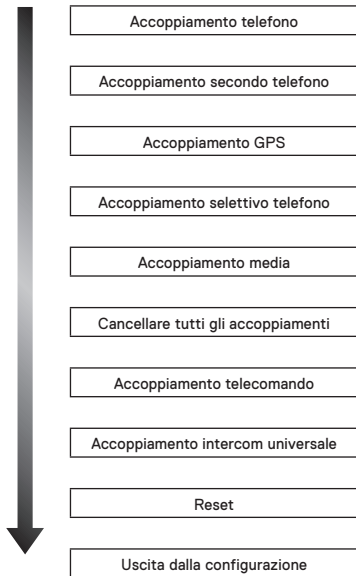 Accoppiamento telefono
Accoppiamento secondo telefono
Accoppiamento GPS
Accoppiamento selettivo telefono
Accoppiamento media
Cancellare tutti gli accoppiamenti
Accoppiamento telecomando
Accoppiamento intercom universale
Reset
Uscita dalla configurazione